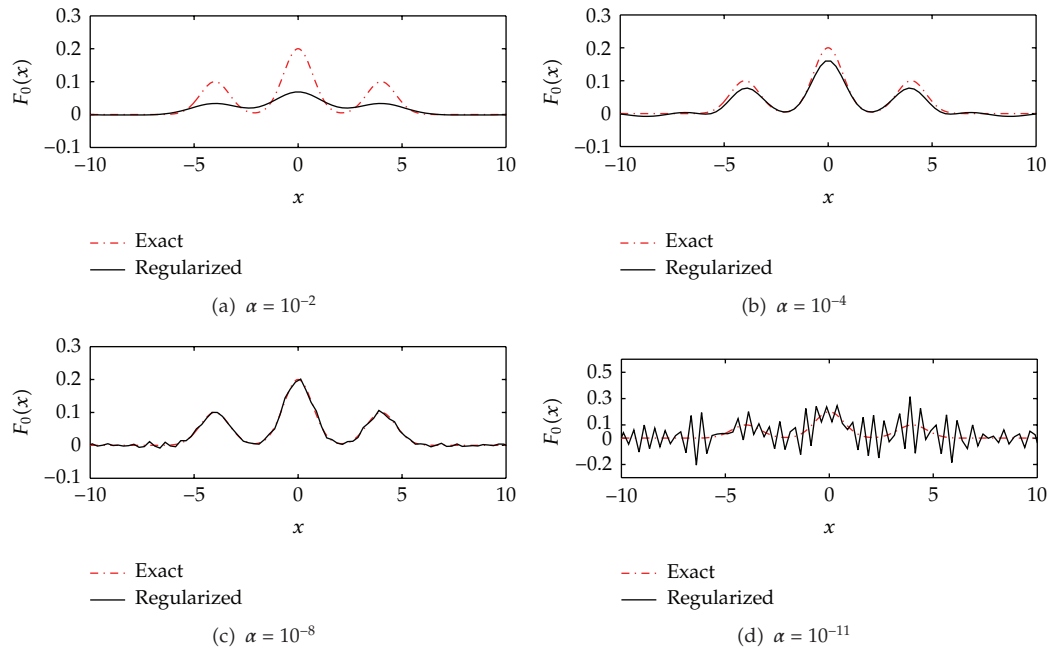 0.3
0.2
0.1
0
−0.1
F0(x)
−10 −5 0 5 10
x
Exact
Regularized
(a) α = 10−2
0.3
0.2
0.1
0
−0.1
F0(x)
−10 −5 0 5 10
x
Exact
Regularized
(b) α = 10−4
0.3
0.2
0.1
0
−0.1
F0(x)
−10 −5 0 5 10
x
Exact
Regularized
(c) α = 10−8
0.5
0.3
0.1
0
−0.2
F0(x)
−10 −5 0 5 10
x
Exact
Regularized
(d) α = 10−11